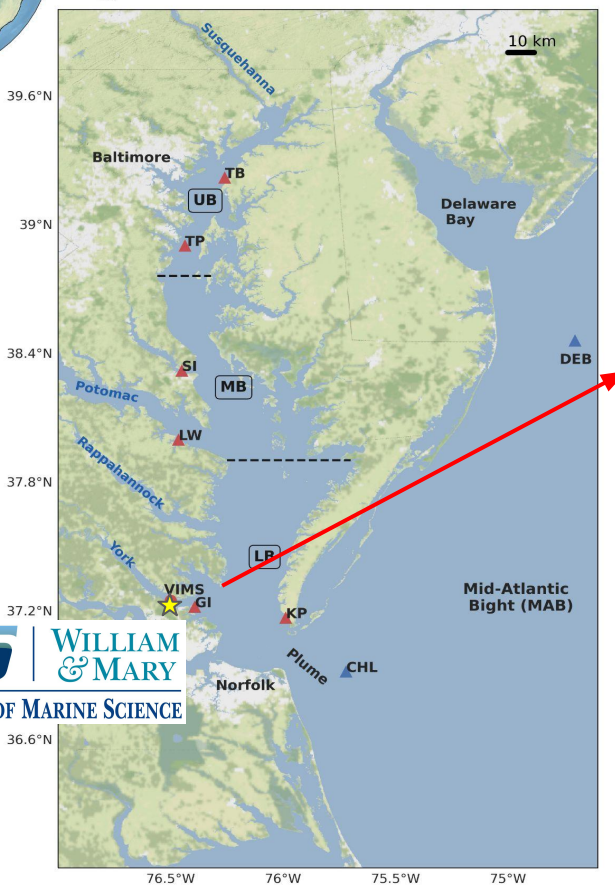 10 km
Susquehanna
39.6°N
Baltimore
TB
UB
Delaware
Bay
39°N
TP
38.4°N
DEB
SI
MB
Potomac
LW
37.8°N
Rappahannock
LB
York
VIMS
GI
37.2°N
KP
Mid-Atlantic
Bight (MAB)
WILLIAM
& MARY
OF MARINE SCIENCE
Plume
CHL
Norfolk
36.6°N
76.5°W
76°W
75.5°W
75°W